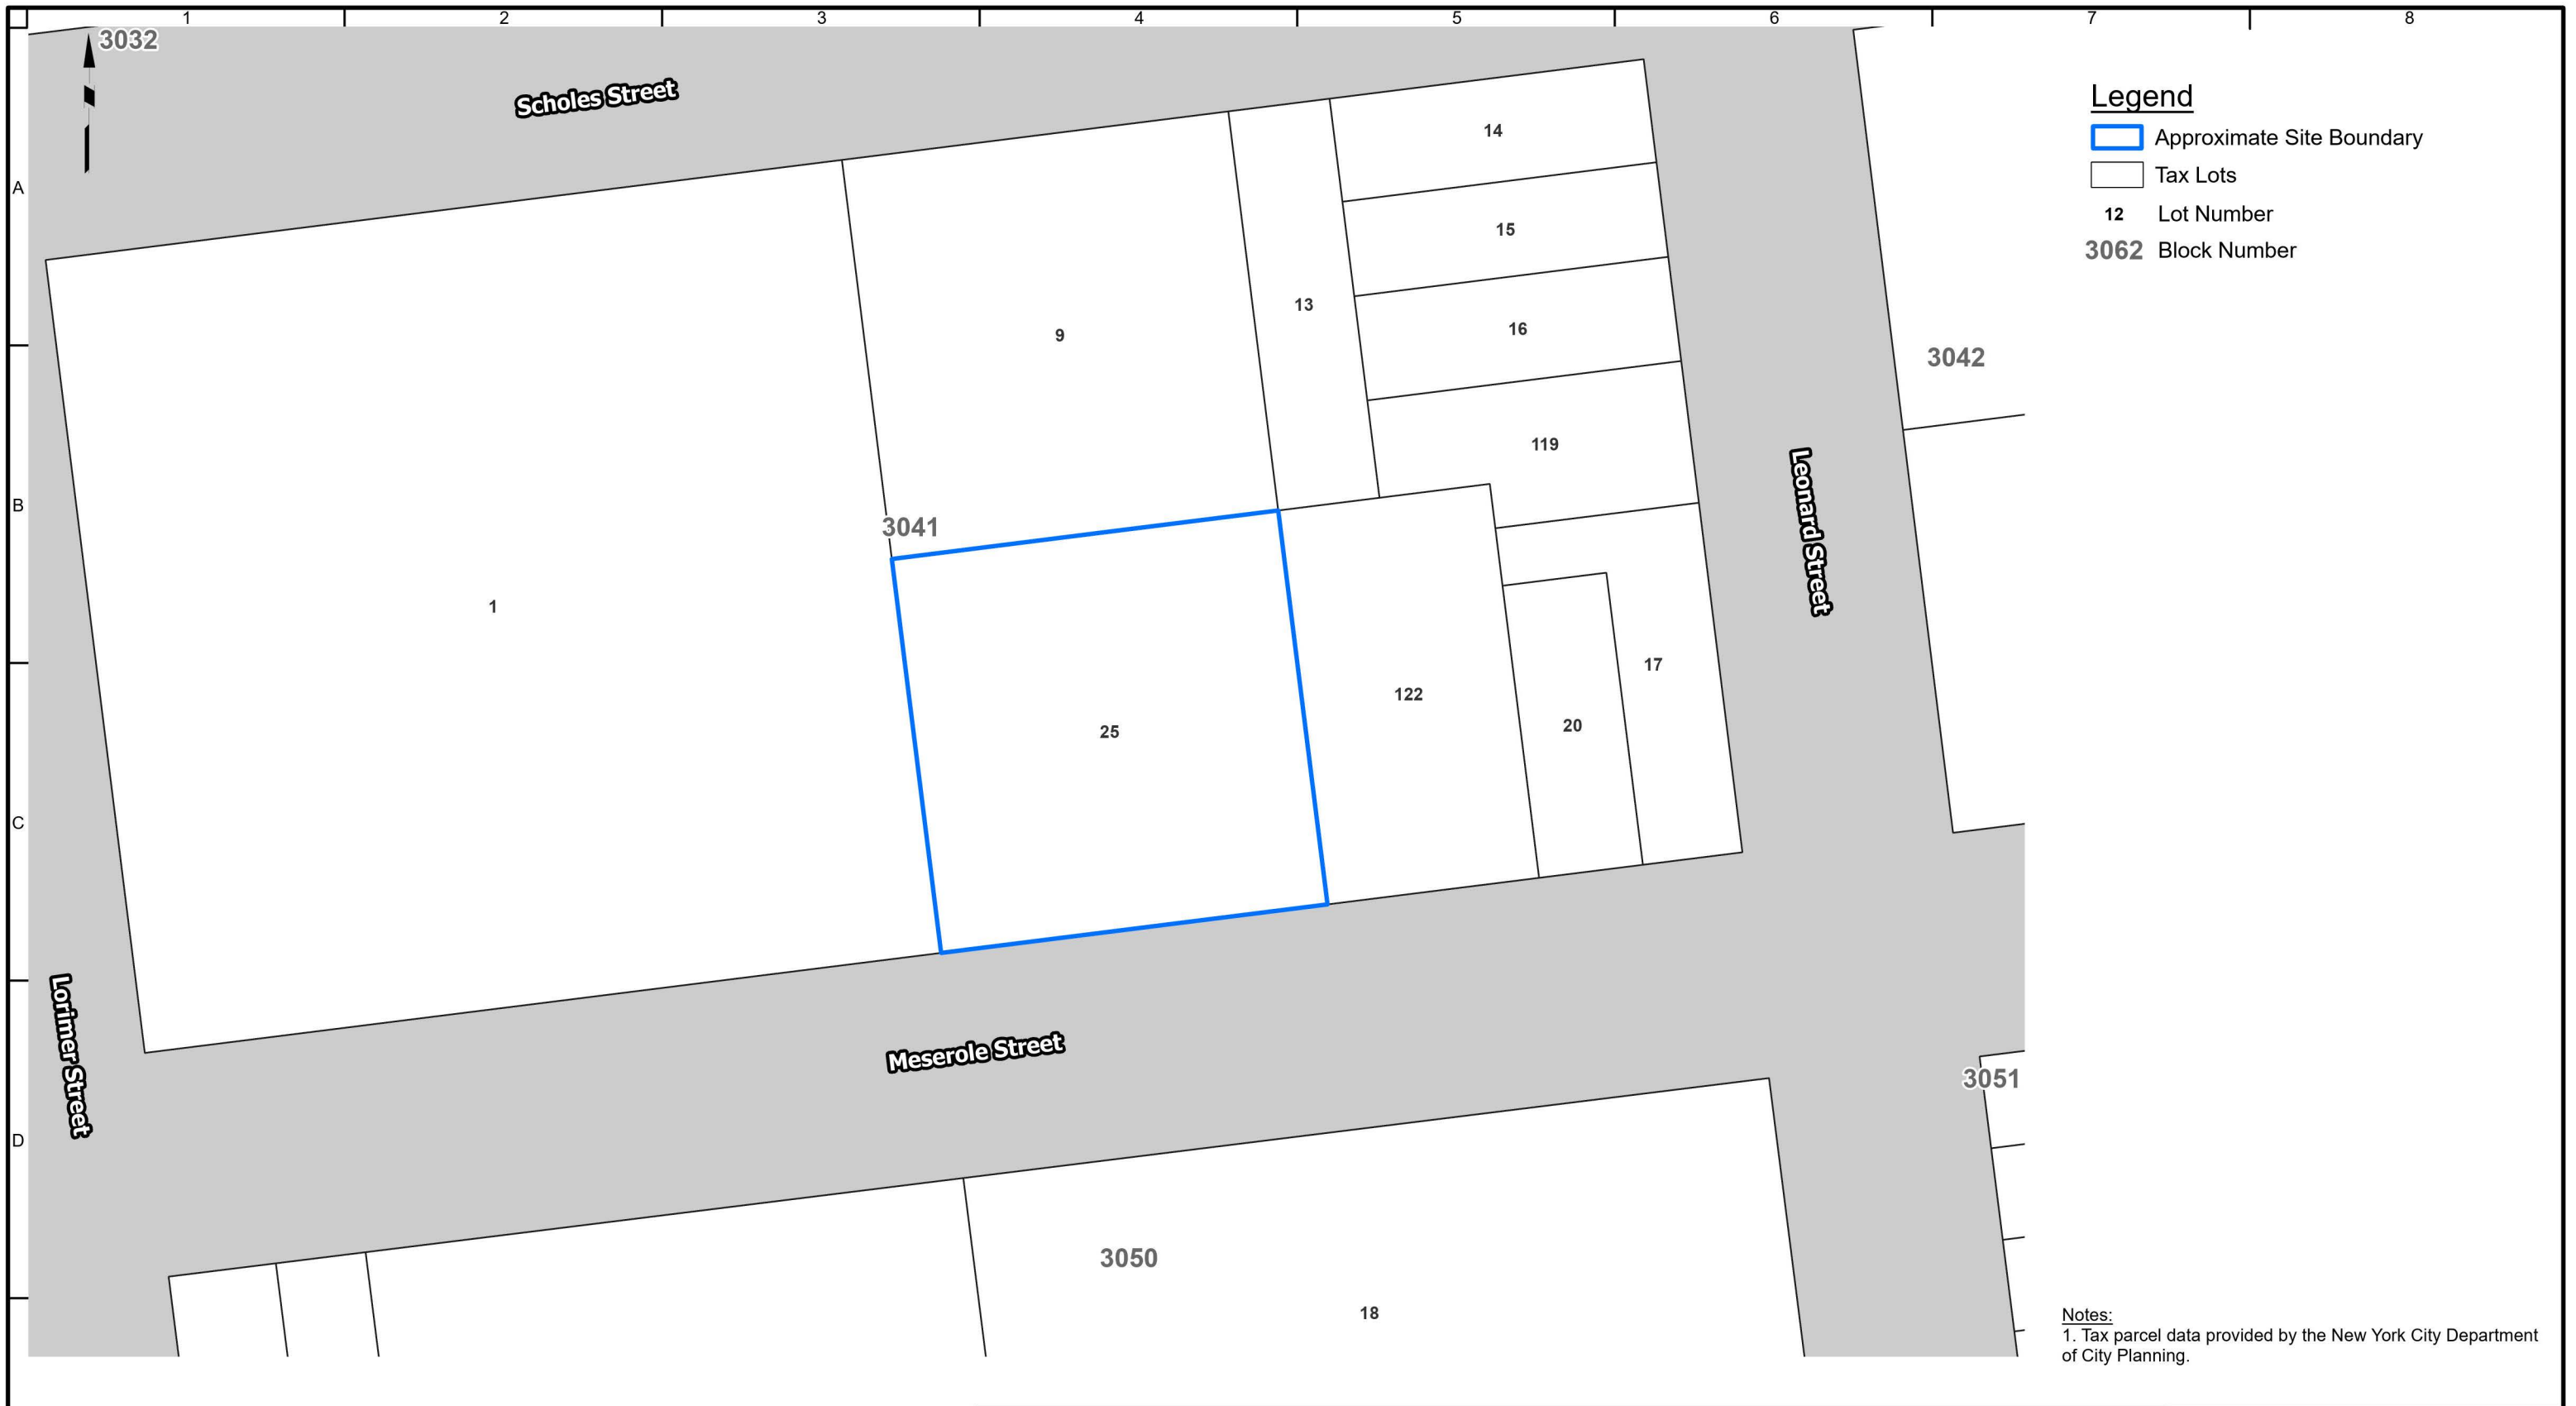 1 2 3 4 5 6 7 8
3032
Scholes Street
Legend
Approximate Site Boundary
Tax Lots
12 Lot Number
3062 Block Number
A
14
15
13
16
9
3042
119
B
3041
Leonard Street
1
17
122
20
25
C
Lorimer Street
Meserole Street
3051
D
3050
18
Notes:
1. Tax parcel data provided by the New York City Department
of City Planning.